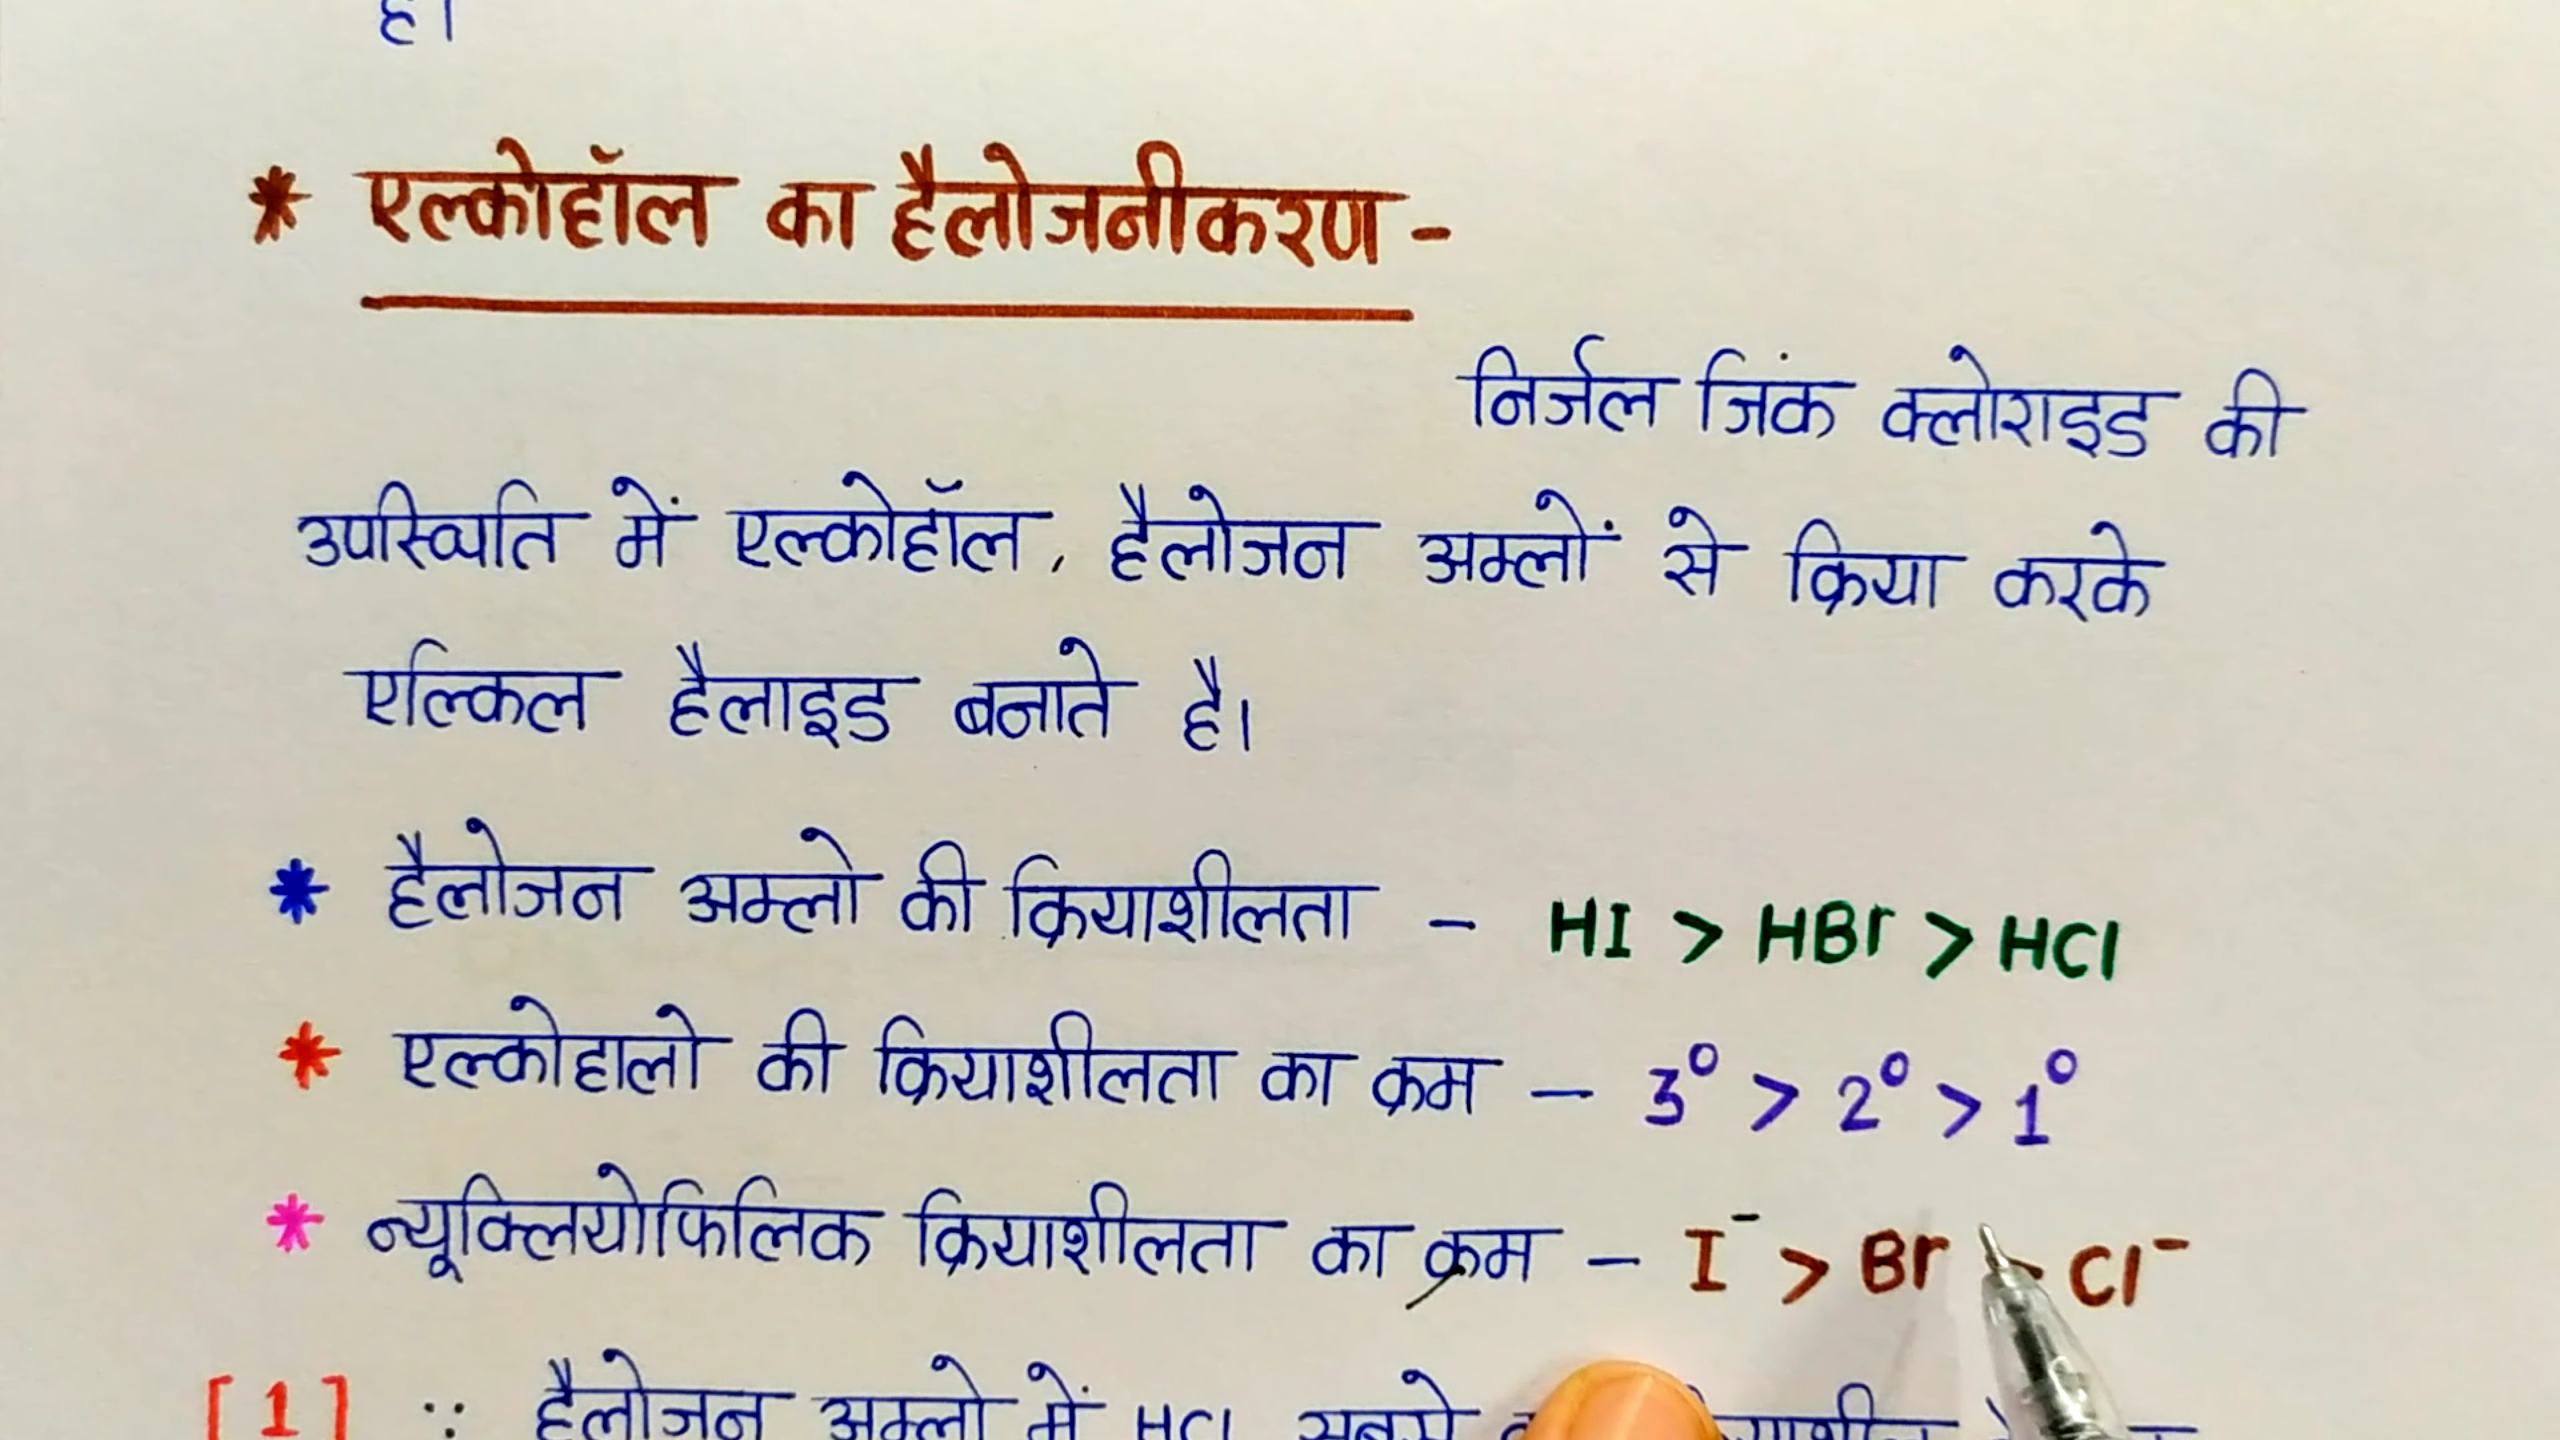 है।
* एल्कोहॉल का हैलोजनीकरण -
निर्जल जिंक क्लोराइड की
उपस्थिति में एल्कोहॉल, हैलोजन अम्लों से क्रिया करके
एल्किल हैलाइड बनाते है।
* हैलोजन अम्लो की क्रियाशीलता - HI > HBr > HCl
* एल्कोहालो की क्रियाशीलता का क्रम - 3° > 2° > 1°
* न्यूक्लियोफिलिक क्रियाशीलता का क्रम - I⁻ > Br Cl⁻
[1] ∵ हैलोजन अम्लो में HCl सबसे